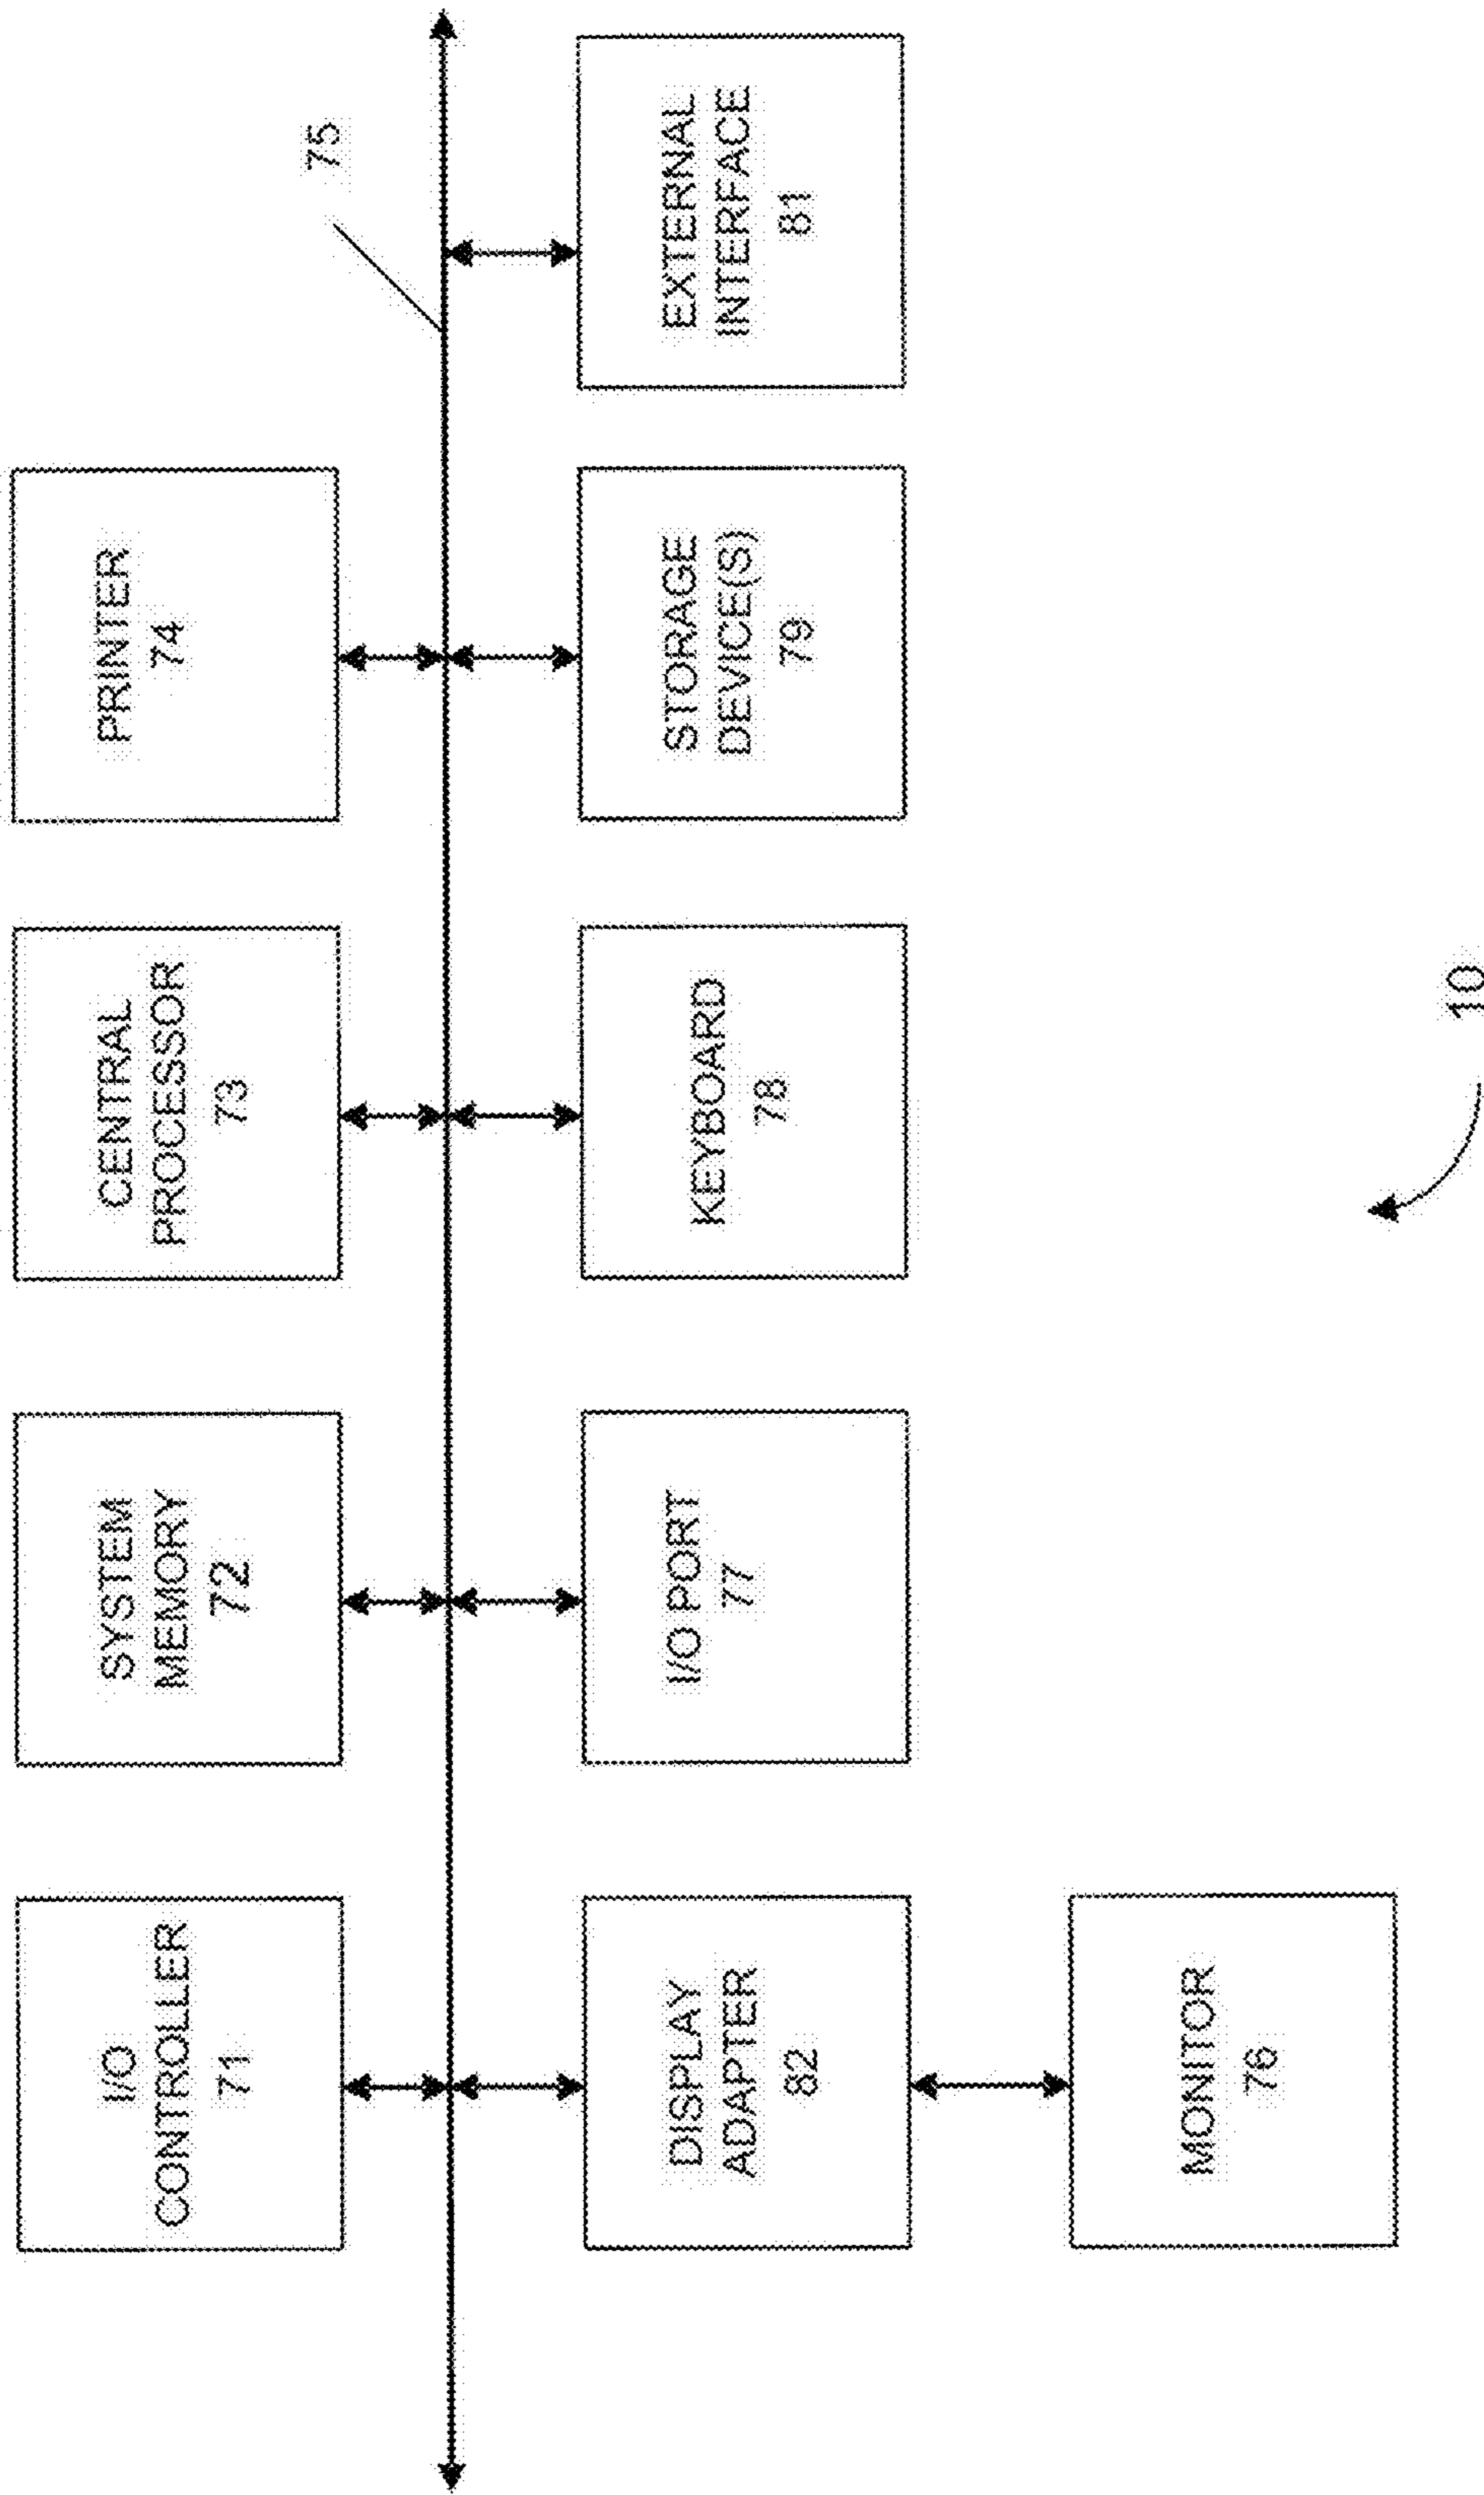 I/O
CONTROLLER
71
SYSTEM
MEMORY
72
CENTRAL
PROCESSOR
73
PRINTER
74
75
DISPLAY
ADAPTER
82
I/O PORT
77
KEYBOARD
78
STORAGE
DEVICE(S)
79
EXTERNAL
INTERFACE
81
MONITOR
76
10